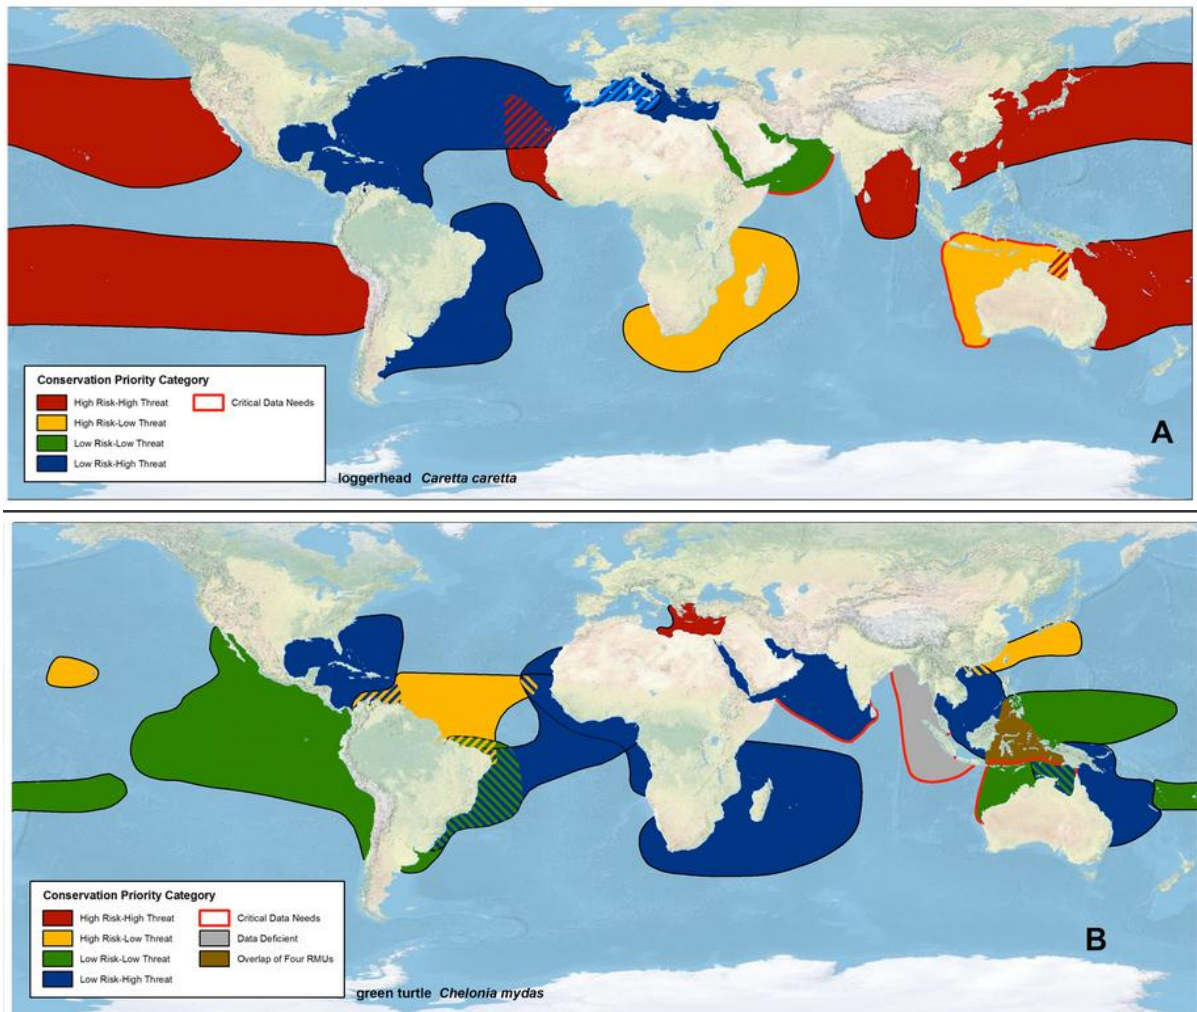 Conservation Priority Category
High Risk-High Threat
Critical Data Needs
High Risk-Low Threat
Low Risk-Low Threat
Low Risk-High Threat
loggerhead Caretta caretta
A
Conservation Priority Category
High Risk-High Threat
Critical Data Needs
High Risk-Low Threat
Data Deficient
Low Risk-Low Threat
Overlap of Four RMUs
Low Risk-High Threat
green turtle Chelonia mydas
B